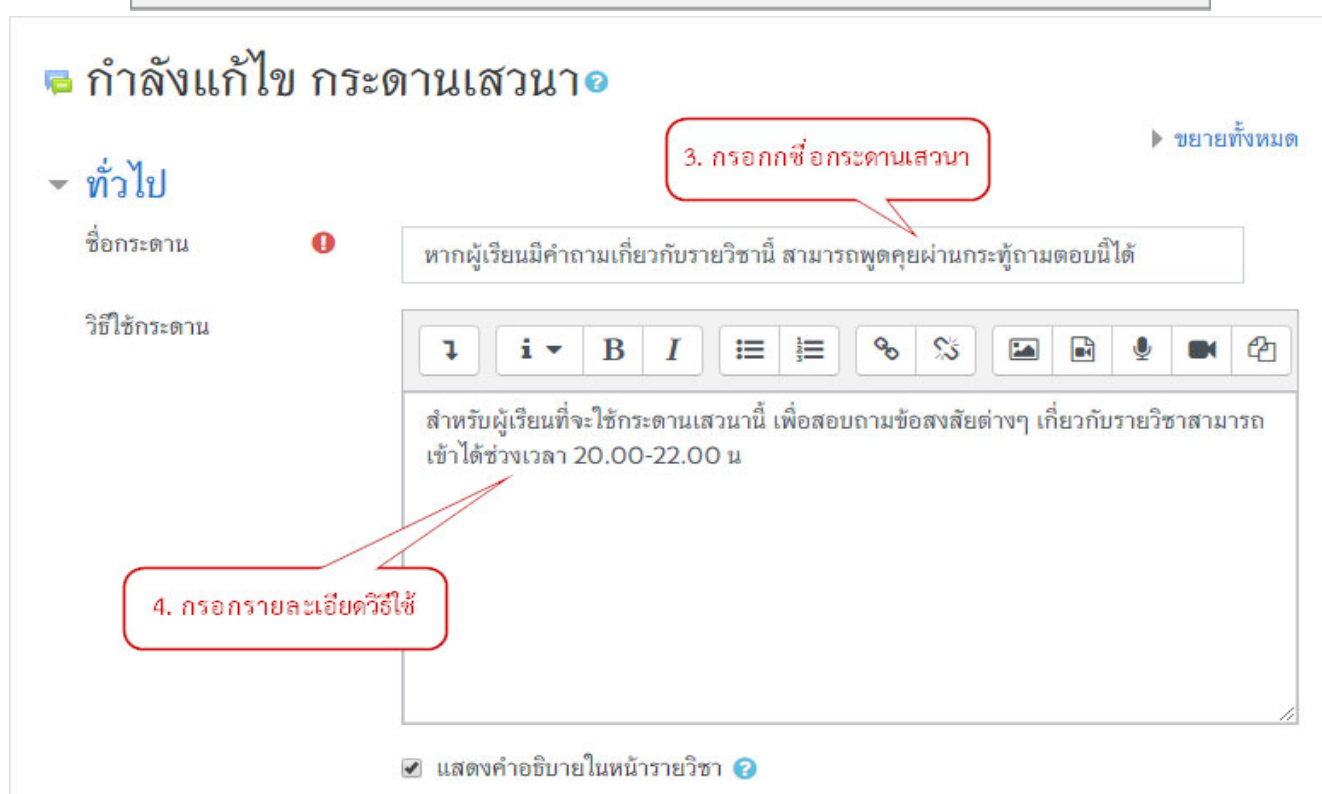 กำลังแก้ไข กระดานเสวนา
ขยายทั้งหมด
3. กรอกกชื่อกระดานเสวนา
ทั่วไป
ชื่อกระดาน
หากผู้เรียนมีคำถามเกี่ยวกับรายวิชานี้ สามารถพูดคุยผ่านกระทู้ถามตอบนี้ได้
วิธีใช้กระดาน
สำหรับผู้เรียนที่จะใช้กระดานเสวนานี้ เพื่อสอบถามข้อสงสัยต่างๆ เกี่ยวกับรายวิชาสามารถ
เข้าได้ช่วงเวลา 20.00-22.00 น
4. กรอกรายละเอียดวิธีใช้
แสดงคำอธิบายในหน้ารายวิชา